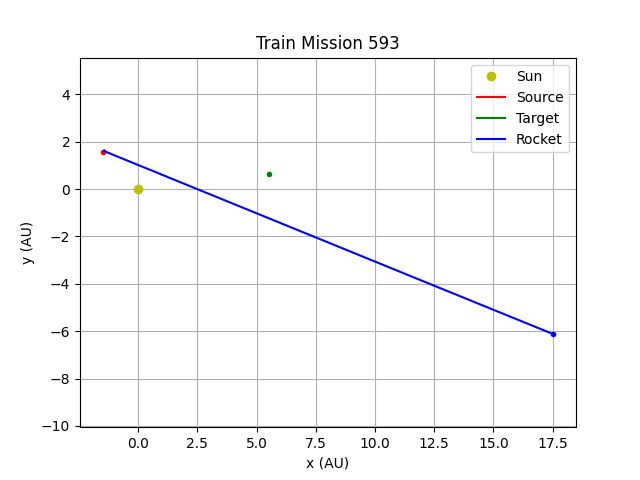 Train Mission 593
Sun
Source
Target
Rocket
y (AU)
4
2
0
−2
−4
−6
−8
−10
0.0 2.5 5.0 7.5 10.0 12.5 15.0 17.5
x (AU)